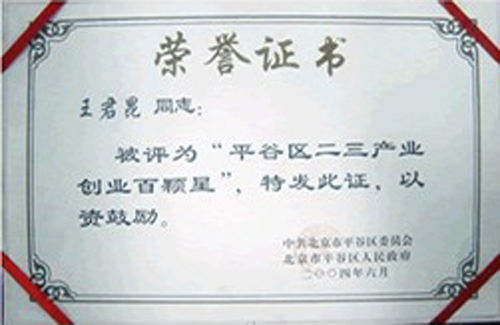 荣誉证书
王君昆 同志:
被评为“平谷区二三产业
创业百颗星”,特发此证,以
资鼓励。
中共北京市平谷区委员会
北京市平谷区人民政府
二〇〇四年六月